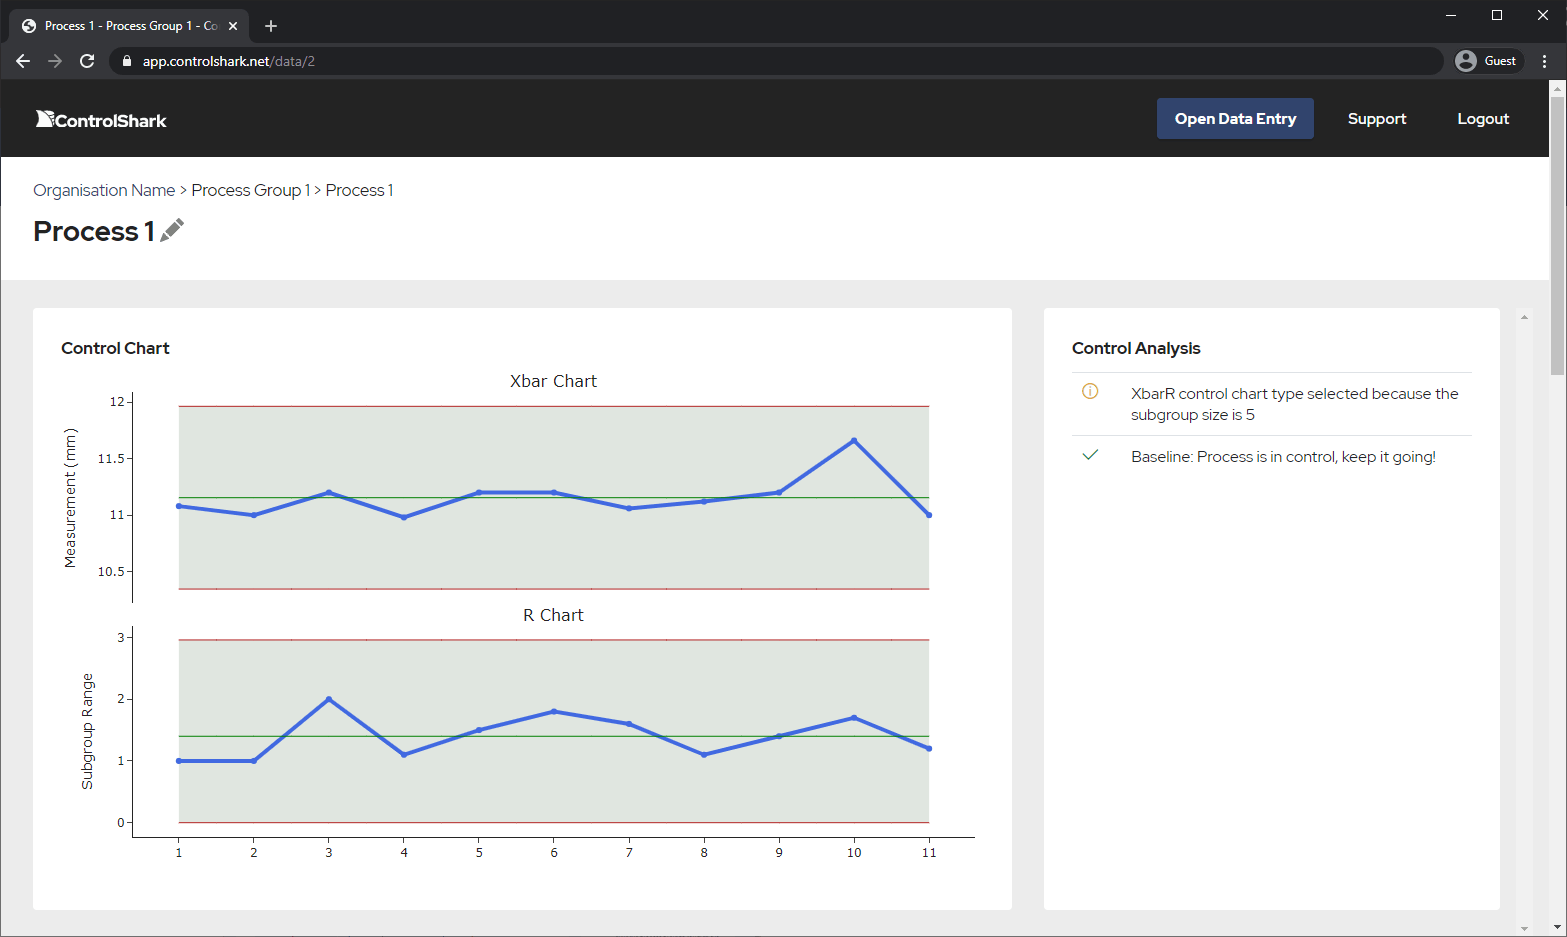 Process 1 - Process Group 1 - Co
app.controlshark.net/data/2
Guest
ControlShark
Open Data Entry
Support
Logout
Organisation Name > Process Group 1 > Process 1
Process 1
Control Chart
Xbar Chart
12
11.5
11
10.5
Measurement (mm)
R Chart
3
2
1
0
Subgroup Range
1 2 3 4 5 6 7 8 9 10 11
Control Analysis
XbarR control chart type selected because the
subgroup size is 5
Baseline: Process is in control, keep it going!